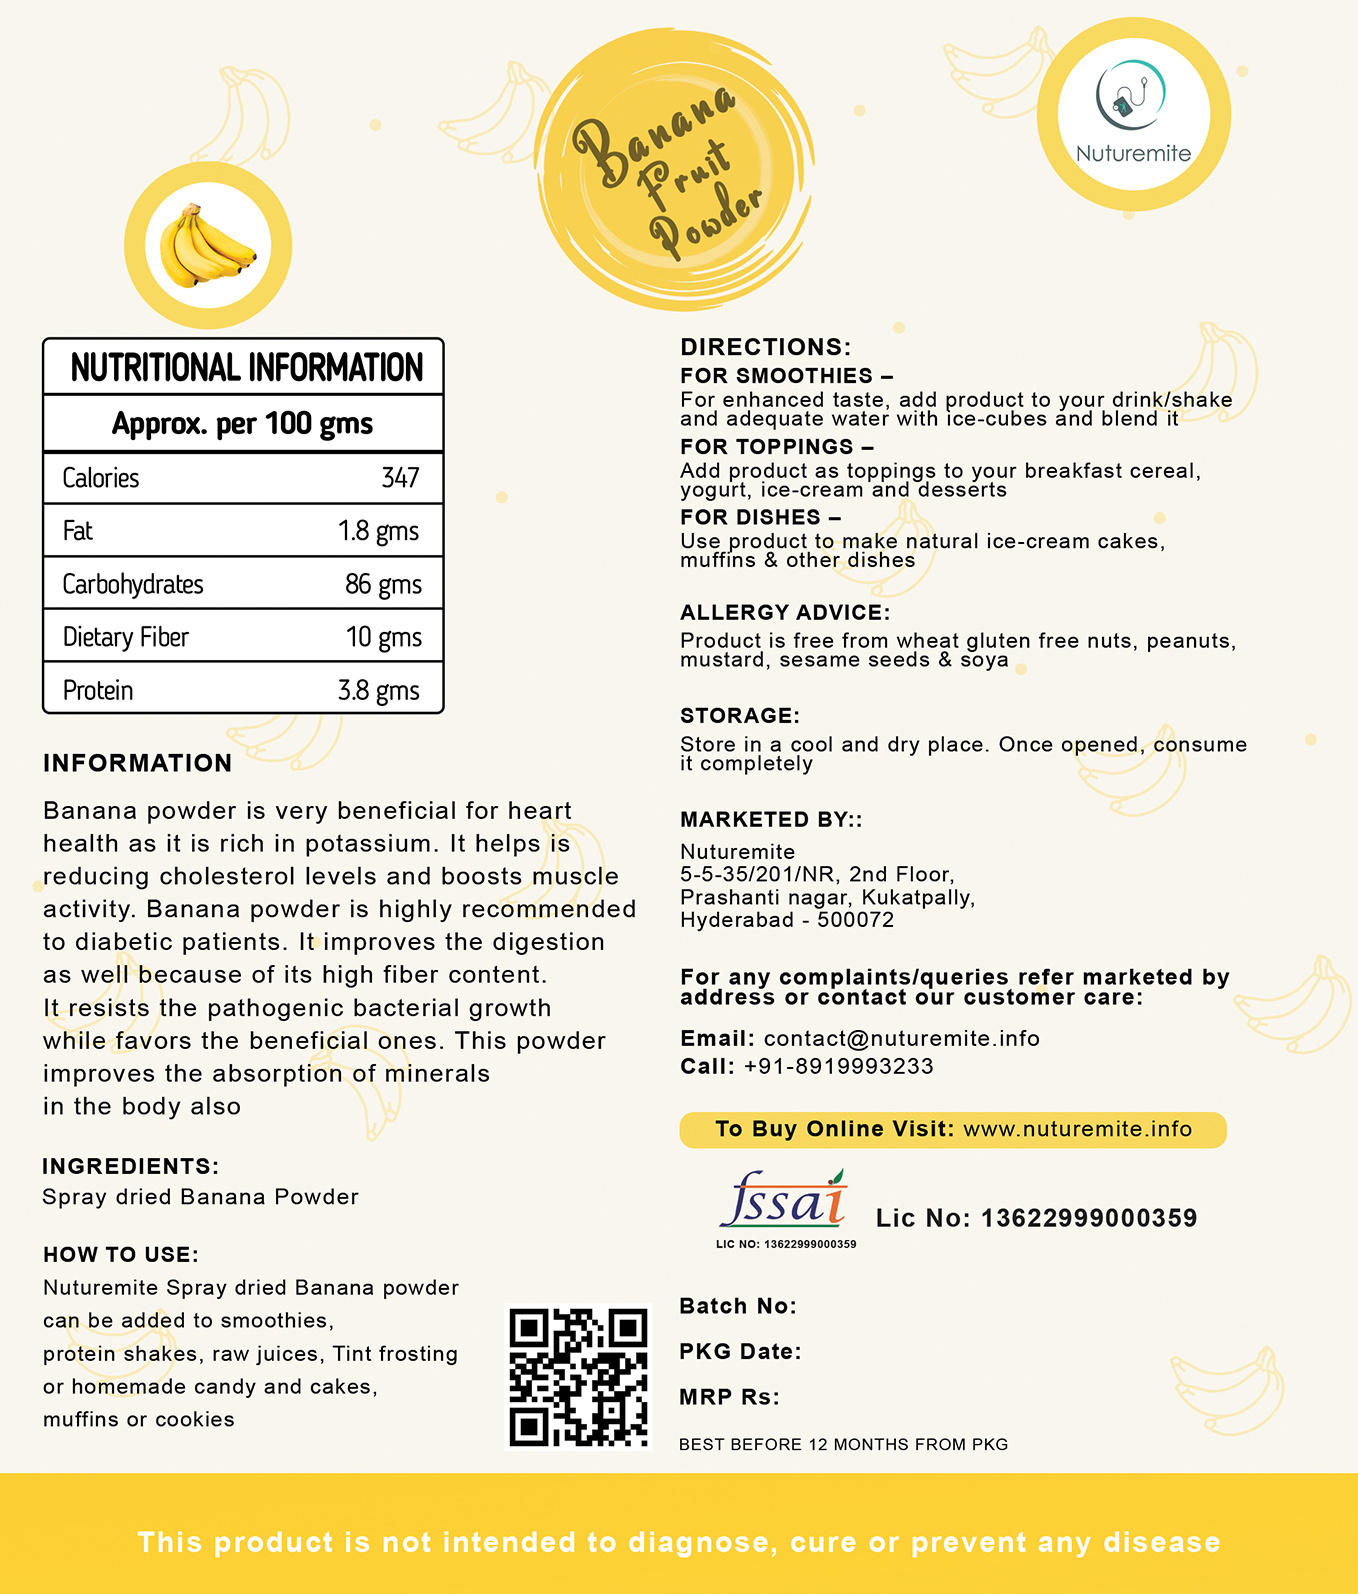 Banana
Fruit
Powder
Nuturemite
NUTRITIONAL INFORMATION
Approx. per 100 gms
Calories 347
Fat 1.8 gms
Carbohydrates 86 gms
Dietary Fiber 10 gms
Protein 3.8 gms
INFORMATION
Banana powder is very beneficial for heart
health as it is rich in potassium. It helps is
reducing cholesterol levels and boosts muscle
activity. Banana powder is highly recommended
to diabetic patients. It improves the digestion
as well because of its high fiber content.
It resists the pathogenic bacterial growth
while favors the beneficial ones. This powder
improves the absorption of minerals
in the body also
INGREDIENTS:
Spray dried Banana Powder
HOW TO USE:
Nuturemite Spray dried Banana powder
can be added to smoothies,
protein shakes, raw juices, Tint frosting
or homemade candy and cakes,
muffins or cookies
DIRECTIONS:
FOR SMOOTHIES –
For enhanced taste, add product to your drink/shake
and adequate water with ice-cubes and blend it
FOR TOPPINGS –
Add product as toppings to your breakfast cereal,
yogurt, ice-cream and desserts
FOR DISHES –
Use product to make natural ice-cream cakes,
muffins & other dishes
ALLERGY ADVICE:
Product is free from wheat gluten free nuts, peanuts,
mustard, sesame seeds & soya
STORAGE:
Store in a cool and dry place. Once opened, consume
it completely
MARKETED BY::
Nuturemite
5-5-35/201/NR, 2nd Floor,
Prashanti nagar, Kukatpally,
Hyderabad - 500072
For any complaints/queries refer marketed by
address or contact our customer care:
Email: contact@nuturemite.info
Call: +91-8919993233
To Buy Online Visit: www.nuturemite.info
fssai
LIC NO: 13622999000359
Lic No: 13622999000359
Batch No:
PKG Date:
MRP Rs:
BEST BEFORE 12 MONTHS FROM PKG
This product is not intended to diagnose, cure or prevent any disease